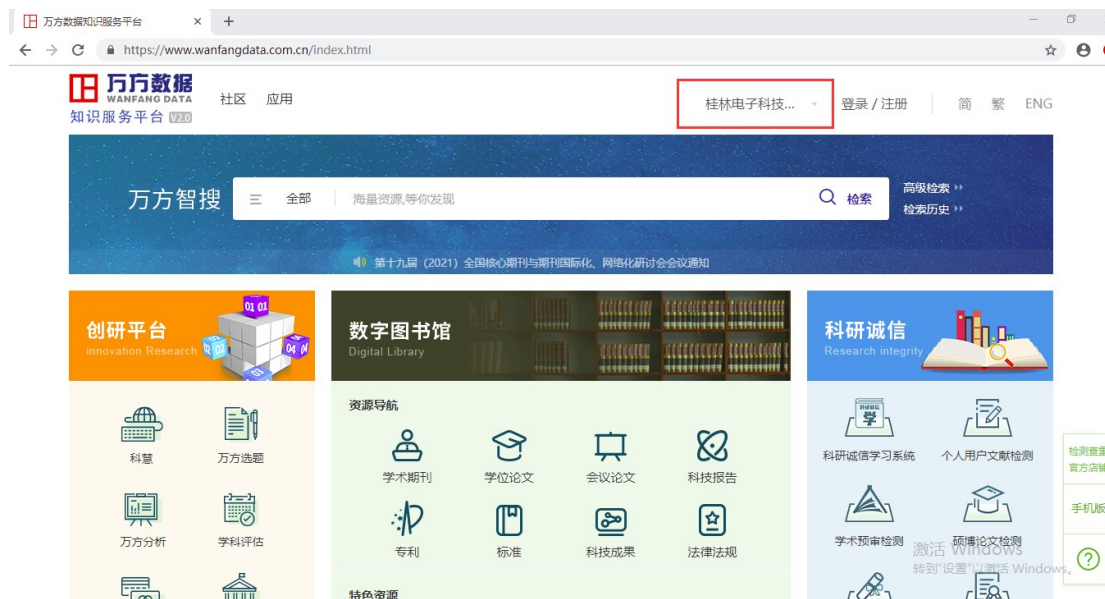 万方数据知识服务平台
https://www.wanfangdata.com.cn/index.html
万方数据
WANFANG DATA
知识服务平台 V2.0
社区 应用
桂林电子科技...
登录 / 注册
简 繁 ENG
万方智搜
全部
海量资源,等你发现
检索
高级检索
检索历史
第十九届（2021）全国核心期刊与期刊国际化、网络化研讨会会议通知
创研平台
innovation Research
01 01
04 04
数字图书馆
Digital Library
科研诚信
Research integrity
资源导航
科慧 万方选题
学术期刊 学位论文 会议论文 科技报告
科研诚信学习系统 个人用户文献检测
检测查重
官方店铺
手机版
万方分析 学科评估
专利 标准 科技成果 法律法规
学术预审检测 硕博论文检测
激活 Windows
转到"设置"以激活 Windows。
特色资源